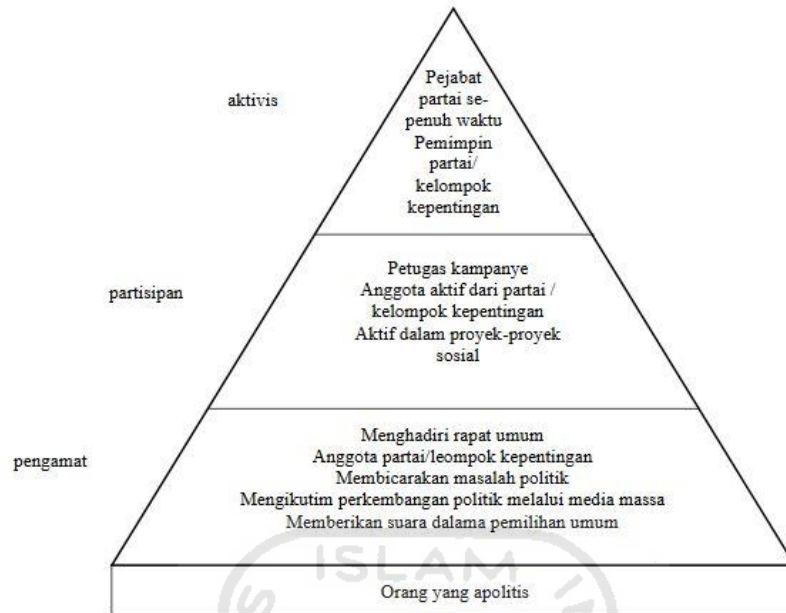 aktivis
Pejabat
partai se-
penuh waktu
Pemimpin
partai/
kelompok
kepentingan
partisipan
Petugas kampanye
Anggota aktif dari partai /
kelompok kepentingan
Aktif dalam proyek-proyek
sosial
pengamat
Menghadiri rapat umum
Anggota partai/leompok kepentingan
Membicarakan masalah politik
Mengikutim perkembangan politik melalui media massa
Memberikan suara dalama pemilihan umum
ISLAM
Orang yang apolitis